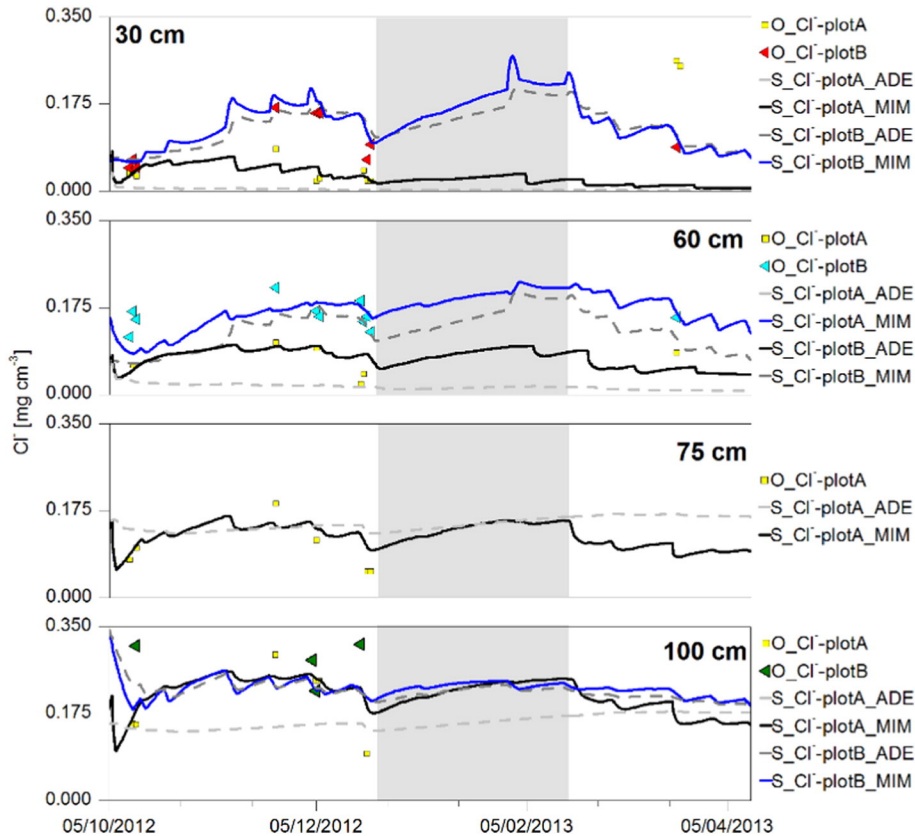 0.350
30 cm
0.175
0.000
O_Cl⁻-plotA
O_Cl⁻-plotB
S_Cl⁻-plotA_ADE
S_Cl⁻-plotA_MIM
S_Cl⁻-plotB_ADE
S_Cl⁻-plotB_MIM
0.350
60 cm
0.175
0.000
O_Cl⁻-plotA
O_Cl⁻-plotB
S_Cl⁻-plotA_ADE
S_Cl⁻-plotA_MIM
S_Cl⁻-plotB_ADE
S_Cl⁻-plotB_MIM
Cl⁻ [mg cm⁻³]
0.350
75 cm
0.175
0.000
O_Cl⁻-plotA
S_Cl⁻-plotA_ADE
S_Cl⁻-plotA_MIM
0.350
100 cm
0.175
0.000
O_Cl⁻-plotA
O_Cl⁻-plotB
S_Cl⁻-plotA_ADE
S_Cl⁻-plotA_MIM
S_Cl⁻-plotB_ADE
S_Cl⁻-plotB_MIM
05/10/2012
05/12/2012
05/02/2013
05/04/2013